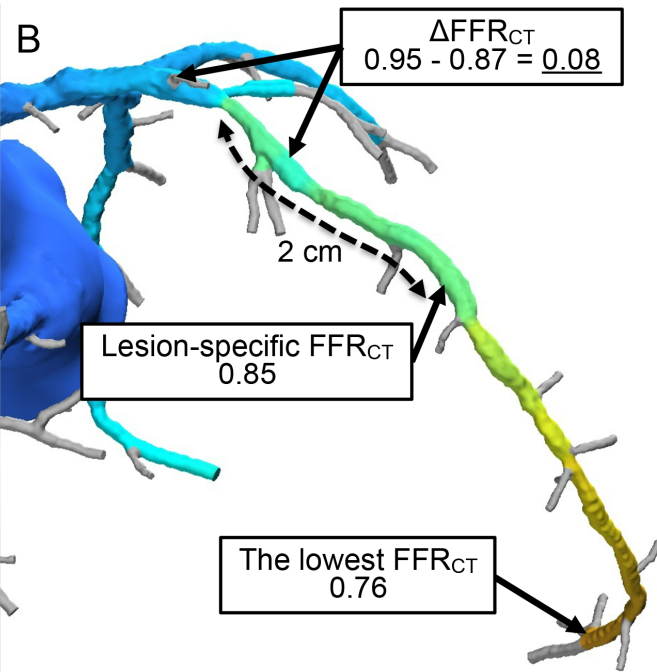 B
ΔFFRCT
0.95 - 0.87 = 0.08
2 cm
Lesion-specific FFRCT
0.85
The lowest FFRCT
0.76